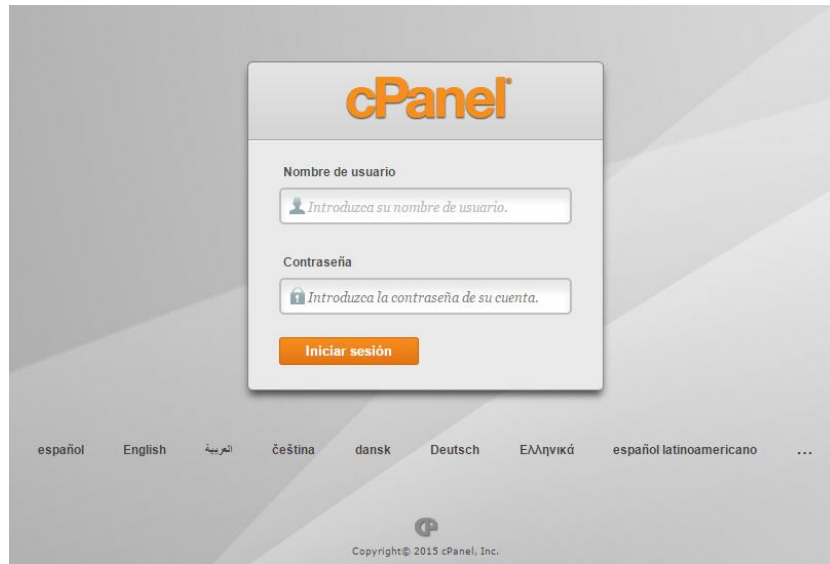 cPanel®
Nombre de usuario
Introduzca su nombre de usuario.
Contraseña
Introduzca la contraseña de su cuenta.
Iniciar sesión
español English العربية čeština dansk Deutsch Ελληνικά español latinoamericano ...
cP
Copyright© 2015 cPanel, Inc.